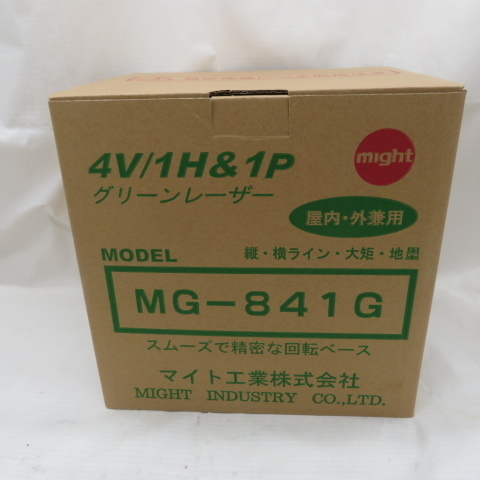 4V/1H&1P
might
グリーンレーザー
屋内・外兼用
MODEL
縦・横ライン・大矩・地墨
MG-841G
スムーズで精密な回転ベース
マイト工業株式会社
MIGHT INDUSTRY CO.,LTD.